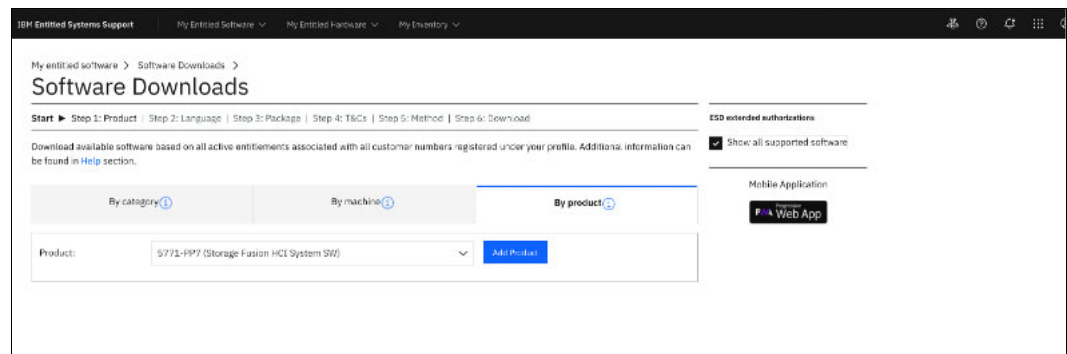 IBM Entitled Systems Support My Entitled Software My Entitled Hardware My Inventory
My entitled software > Software Downloads >
Software Downloads
Start ▶ Step 1: Product | Step 2: Language | Step 3: Package | Step 4: T&Cs | Step 5: Method | Step 6: Download
ESD extended authorizations
Show all supported software
Download available software based on all active entitlements associated with all customer numbers registered under your profile. Additional information can
be found in Help section.
Mobile Application
Progressive
PWA Web App
By category By machine By product
Product: 5771-PP7 (Storage Fusion HCI System SW) Add Product